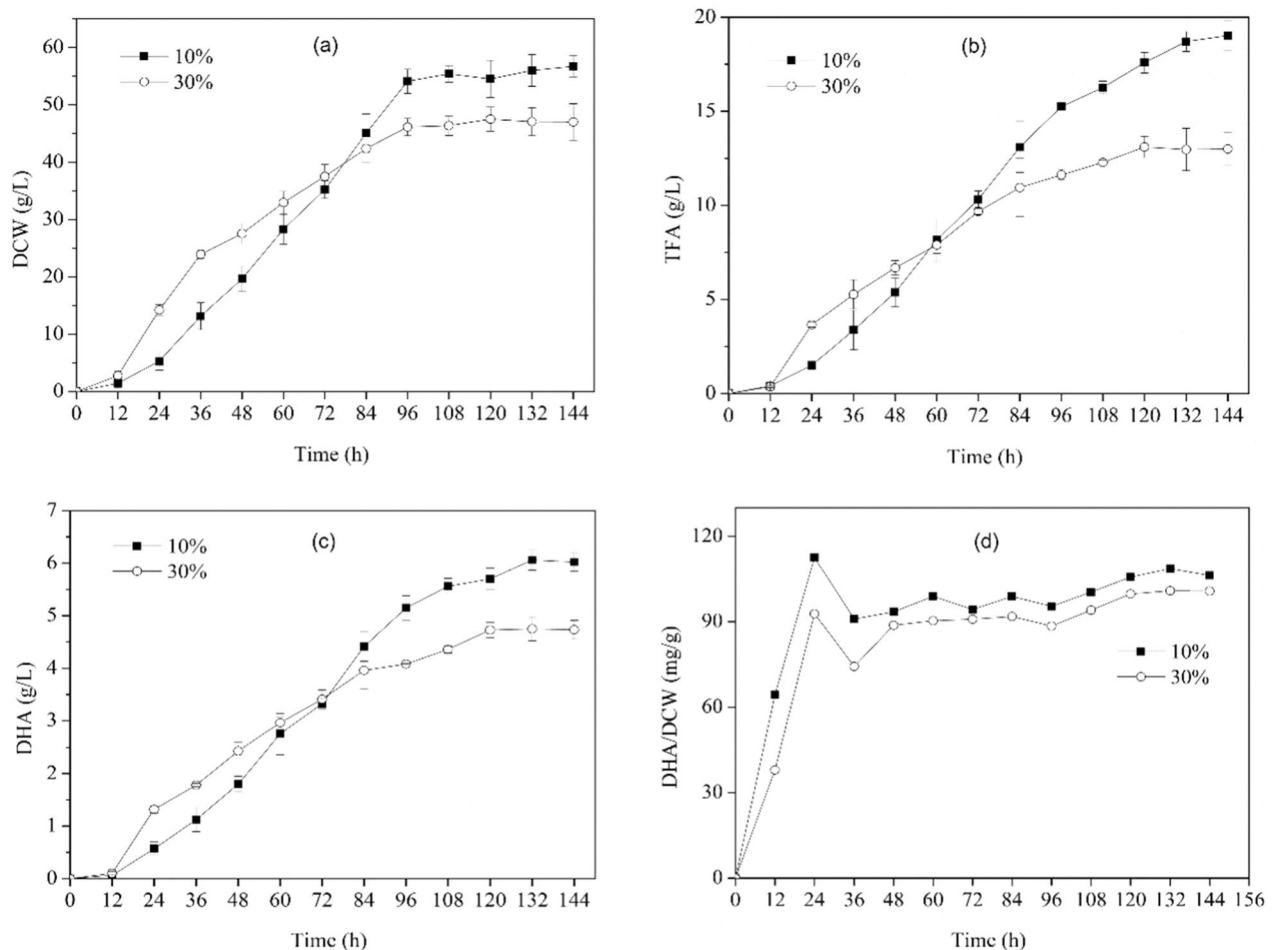 (a)
10%
30%
DCW (g/L)
60
50
40
30
20
10
0
0 12 24 36 48 60 72 84 96 108 120 132 144
Time (h)
(b)
10%
30%
TFA (g/L)
20
15
10
5
0
0 12 24 36 48 60 72 84 96 108 120 132 144
Time (h)
(c)
10%
30%
DHA (g/L)
7
6
5
4
3
2
1
0
0 12 24 36 48 60 72 84 96 108 120 132 144
Time (h)
(d)
10%
30%
DHA/DCW (mg/g)
120
90
60
30
0
0 12 24 36 48 60 72 84 96 108 120 132 144 156
Time (h)